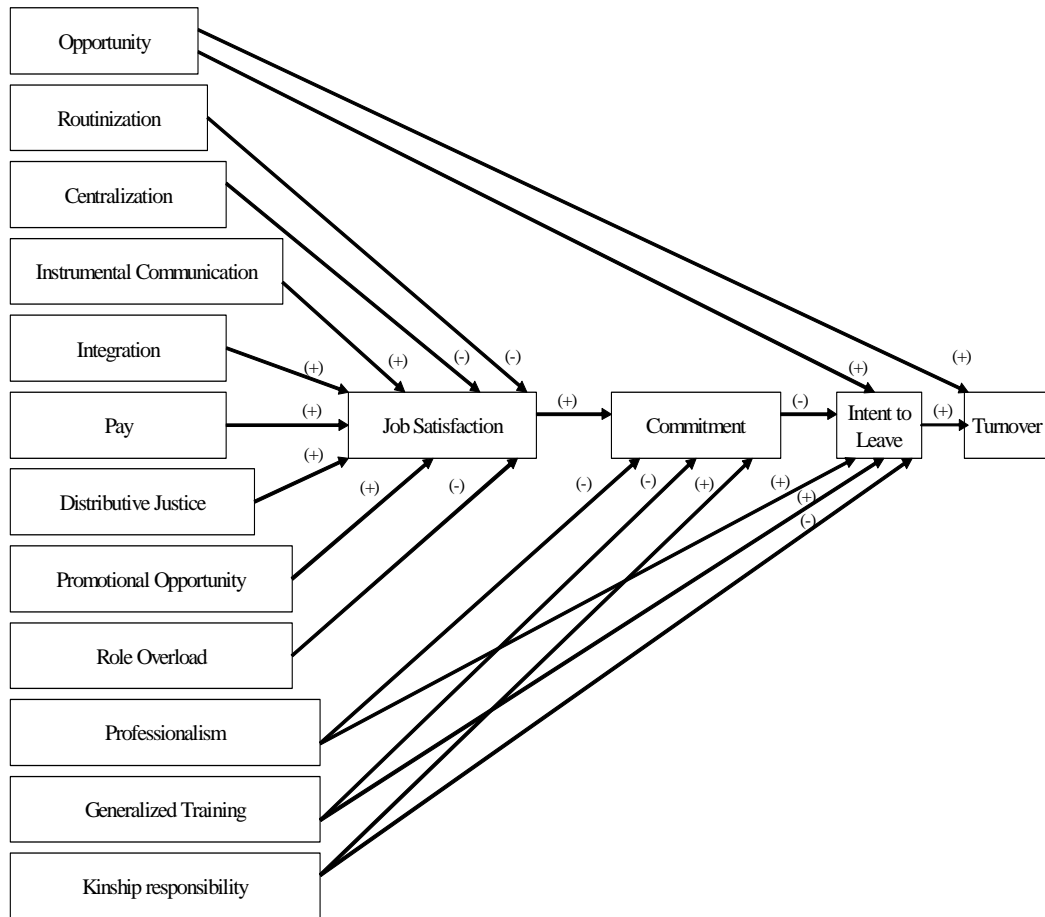 Opportunity
Routinization
Centralization
Instrumental Communication
Integration
Pay
Distributive Justice
Promotional Opportunity
Role Overload
Professionalism
Generalized Training
Kinship responsibility
(+)
(+)
(+)
(+)
(-)
(-)
(+)
(-)
Job Satisfaction
(+)
Commitment
(-)
(-)
(-)
(+)
(+)
Intent to
Leave
(+)
(+)
(-)
(+)
(+)
Turnover